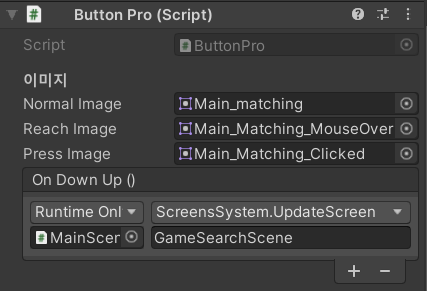 Button Pro (Script)
Script ButtonPro
이미지
Normal Image Main_matching
Reach Image Main_Matching_MouseOver
Press Image Main_Matching_Clicked
On Down Up ()
Runtime Onl ScreensSystem.UpdateScreen
MainScer GameSearchScene